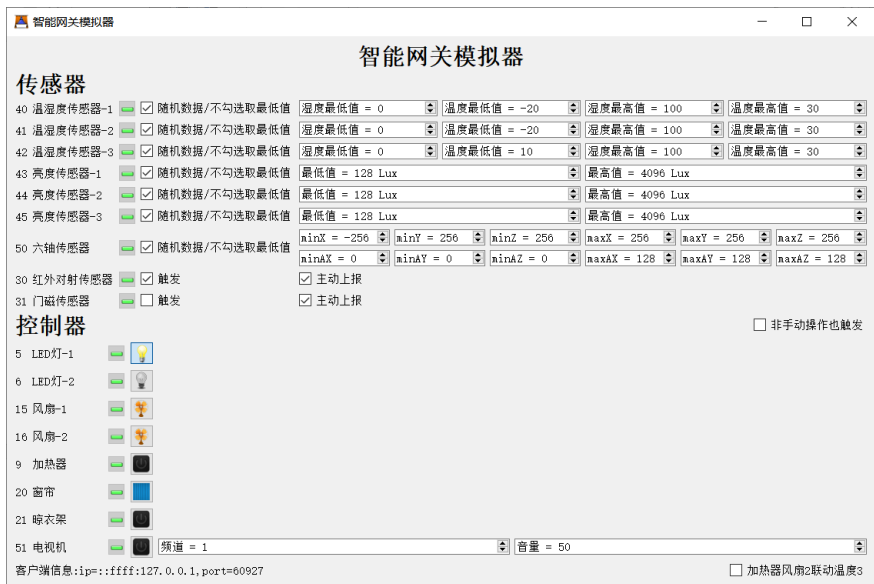 智能网关模拟器
智能网关模拟器
传感器
40 温湿度传感器-1 随机数据/不勾选取最低值 湿度最低值 = 0 温度最低值 = -20 湿度最高值 = 100 温度最高值 = 30
41 温湿度传感器-2 随机数据/不勾选取最低值 湿度最低值 = 0 温度最低值 = -20 湿度最高值 = 100 温度最高值 = 30
42 温湿度传感器-3 随机数据/不勾选取最低值 湿度最低值 = 0 温度最低值 = 10 湿度最高值 = 100 温度最高值 = 30
43 亮度传感器-1 随机数据/不勾选取最低值 最低值 = 128 Lux 最高值 = 4096 Lux
44 亮度传感器-2 随机数据/不勾选取最低值 最低值 = 128 Lux 最高值 = 4096 Lux
45 亮度传感器-3 随机数据/不勾选取最低值 最低值 = 128 Lux 最高值 = 4096 Lux
50 六轴传感器 随机数据/不勾选取最低值 minX = -256 minY = 256 minZ = 256 maxX = 256 maxY = 256 maxZ = 256
minAX = 0 minAY = 0 minAZ = 0 maxAX = 128 maxAY = 128 maxAZ = 128
30 红外对射传感器 触发 主动上报
31 门磁传感器 触发 主动上报
控制器 非手动操作也触发
5 LED灯-1
6 LED灯-2
15 风扇-1
16 风扇-2
9 加热器
20 窗帘
21 晾衣架
51 电视机 频道 = 1 音量 = 50
客户端信息:ip=::ffff:127.0.0.1,port=60927 加热器风扇2联动温度3